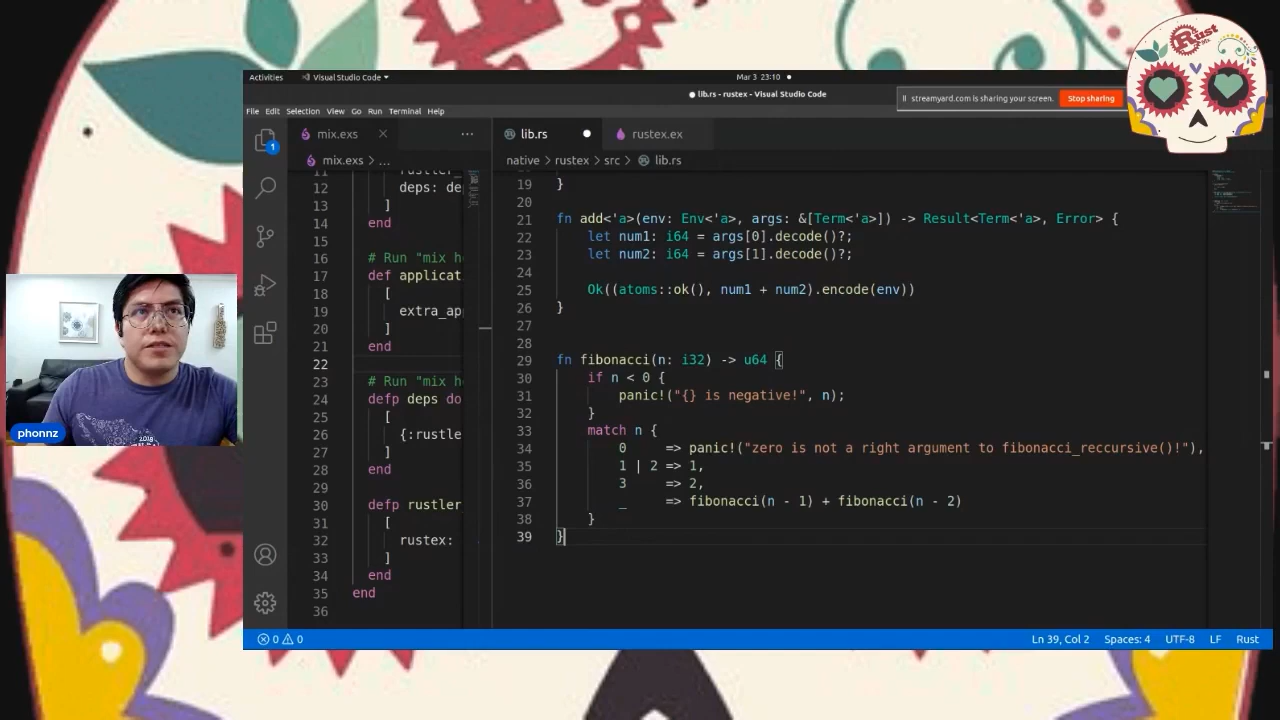 Rust
MX
Activities
Visual Studio Code
Mar 3 23:10
lib.rs - rustex - Visual Studio Code
streamyard.com is sharing your screen.
Stop sharing
File Edit Selection View Go Run Terminal Help
1
mix.exs
lib.rs
rustex.ex
mix.exs > ...
native > rustex > src > lib.rs
11 rustler_
12 deps: de
13 ]
14 end
15
16 # Run "mix h
17 def applicat
18 [
19 extra_ap
20 ]
21 end
22
23 # Run "mix h
24 defp deps do
25 [
26 {:rustle
27 ]
28 end
29
30 defp rustler
31 [
32 rustex:
33 ]
34 end
35 end
36
19 }
20
21 fn add<'a>(env: Env<'a>, args: &[Term<'a>]) -> Result<Term<'a>, Error> {
22 let num1: i64 = args[0].decode()?;
23 let num2: i64 = args[1].decode()?;
24
25 Ok((atoms::ok(), num1 + num2).encode(env))
26 }
27
28
29 fn fibonacci(n: i32) -> u64 {
30 if n < 0 {
31 panic!("{} is negative!", n);
32 }
33 match n {
34 0 => panic!("zero is not a right argument to fibonacci_reccursive()!"),
35 1 | 2 => 1,
36 3 => 2,
37 _ => fibonacci(n - 1) + fibonacci(n - 2)
38 }
39 }
phonnz
2018
0 0
Ln 39, Col 2
Spaces: 4
UTF-8
LF
Rust